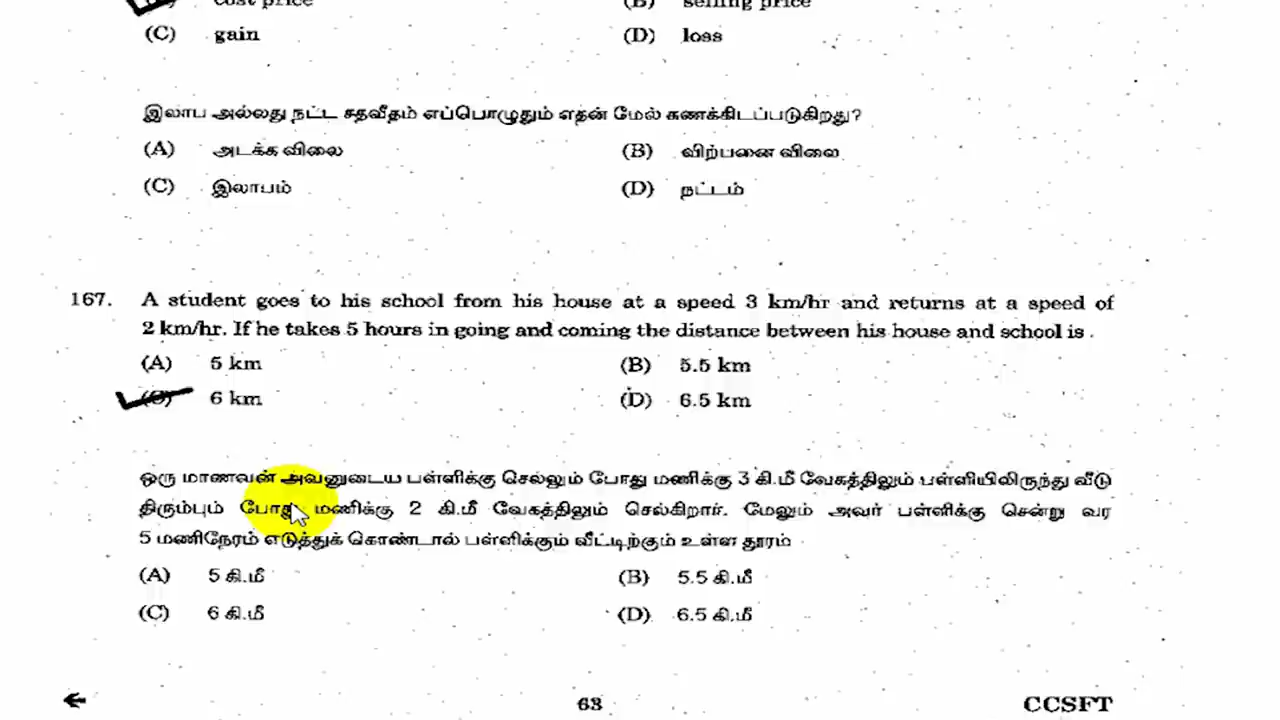 cost price (B) selling price
(C) gain (D) loss
இலாப அல்லது நட்ட சதவீதம் எப்பொழுதும் எதன் மேல் கணக்கிடப்படுகிறது?
(A) அடக்க விலை (B) விற்பனை விலை
(C) இலாபம் (D) நட்டம்
167. A student goes to his school from his house at a speed 3 km/hr and returns at a speed of
2 km/hr. If he takes 5 hours in going and coming the distance between his house and school is .
(A) 5 km (B) 5.5 km
(C) 6 km (D) 6.5 km
ஒரு மாணவன் அவனுடைய பள்ளிக்கு செல்லும் போது மணிக்கு 3 கி.மீ வேகத்திலும் பள்ளியிலிருந்து வீடு
திரும்பும் போது மணிக்கு 2 கி.மீ வேகத்திலும் செல்கிறார். மேலும் அவர் பள்ளிக்கு சென்று வர
5 மணிநேரம் எடுத்துக் கொண்டால் பள்ளிக்கும் வீட்டிற்கும் உள்ள தூரம்
(A) 5 கி.மீ (B) 5.5 கி.மீ
(C) 6 கி.மீ (D) 6.5 கி.மீ
63 CCSFT